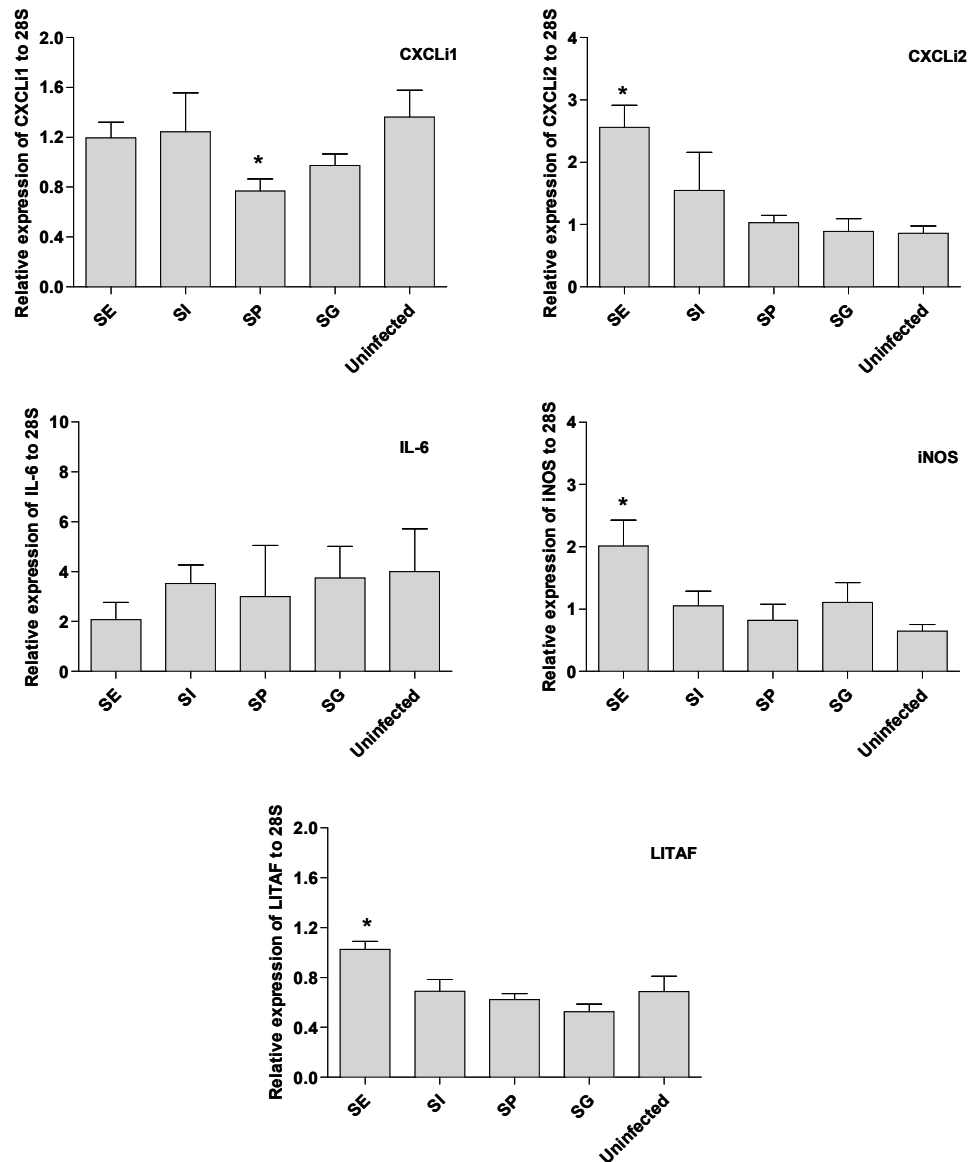 Relative expression of CXCLi1 to 28S
2.0
1.6
1.2
0.8
0.4
0.0
CXCLi1
*
SE
SI
SP
SG
Uninfected
Relative expression of CXCLi2 to 28S
4
3
2
1
0
CXCLi2
*
SE
SI
SP
SG
Uninfected
Relative expression of IL-6 to 28S
10
8
6
4
2
0
IL-6
SE
SI
SP
SG
Uninfected
Relative expression of iNOS to 28S
4
3
2
1
0
iNOS
*
SE
SI
SP
SG
Uninfected
Relative expression of LITAF to 28S
2.0
1.6
1.2
0.8
0.4
0.0
LITAF
*
SE
SI
SP
SG
Uninfected